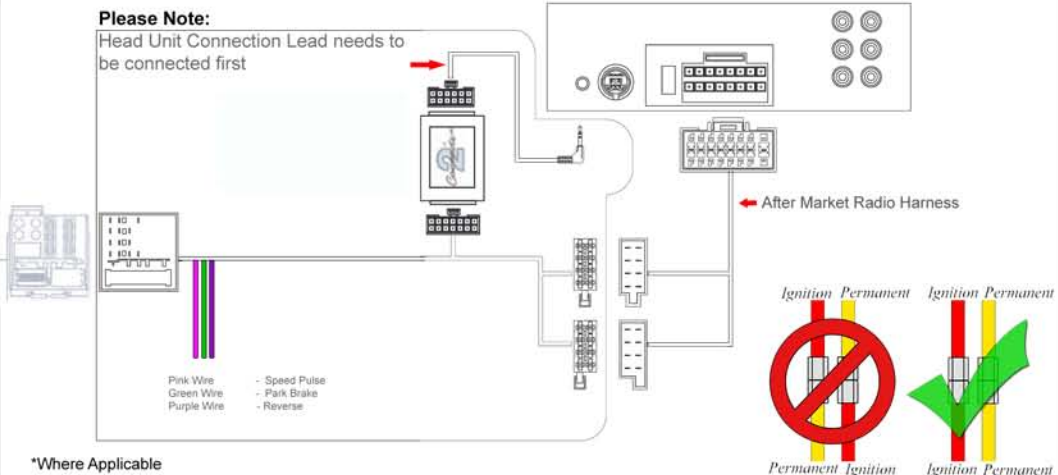 Please Note:
Head Unit Connection Lead needs to
be connected first
After Market Radio Harness
Pink Wire - Speed Pulse
Green Wire - Park Brake
Purple Wire - Reverse
*Where Applicable
Ignition Permanent
Permanent Ignition
Ignition Permanent
Ignition Permanent